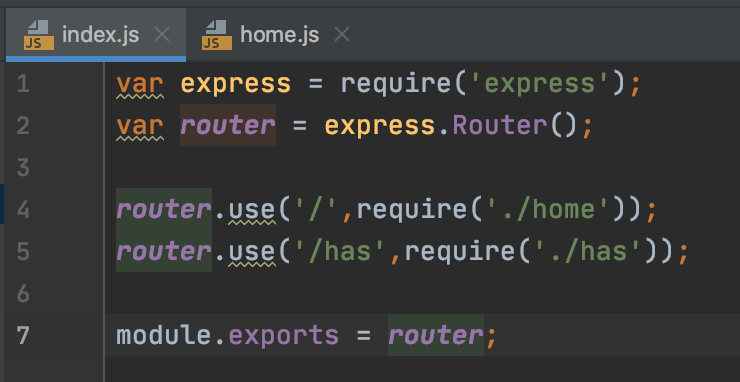 JS index.js × JS home.js ×
1 var express = require('express');
2 var router = express.Router();
3
4 router.use('/',require('./home'));
5 router.use('/has',require('./has'));
6
7 module.exports = router;